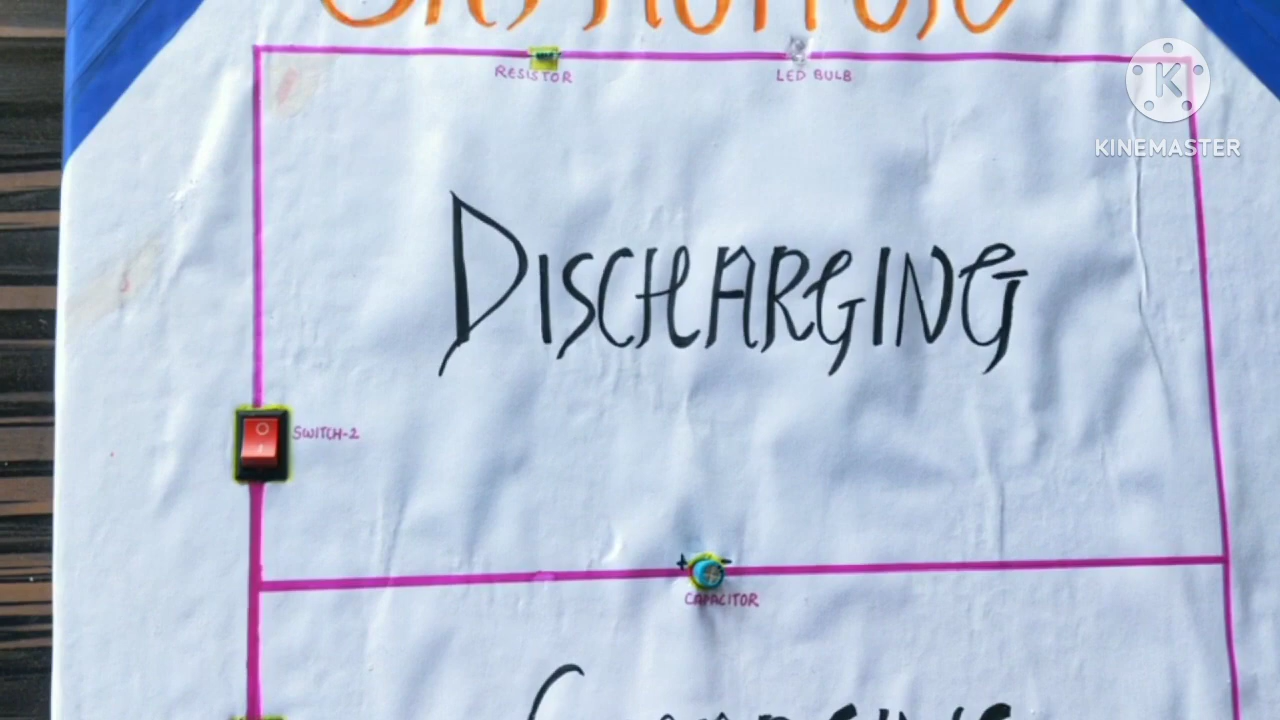 RESISTOR
LED BULB
K
KINEMASTER
DISCHARGING
SWITCH-2
+ -
CAPACITOR